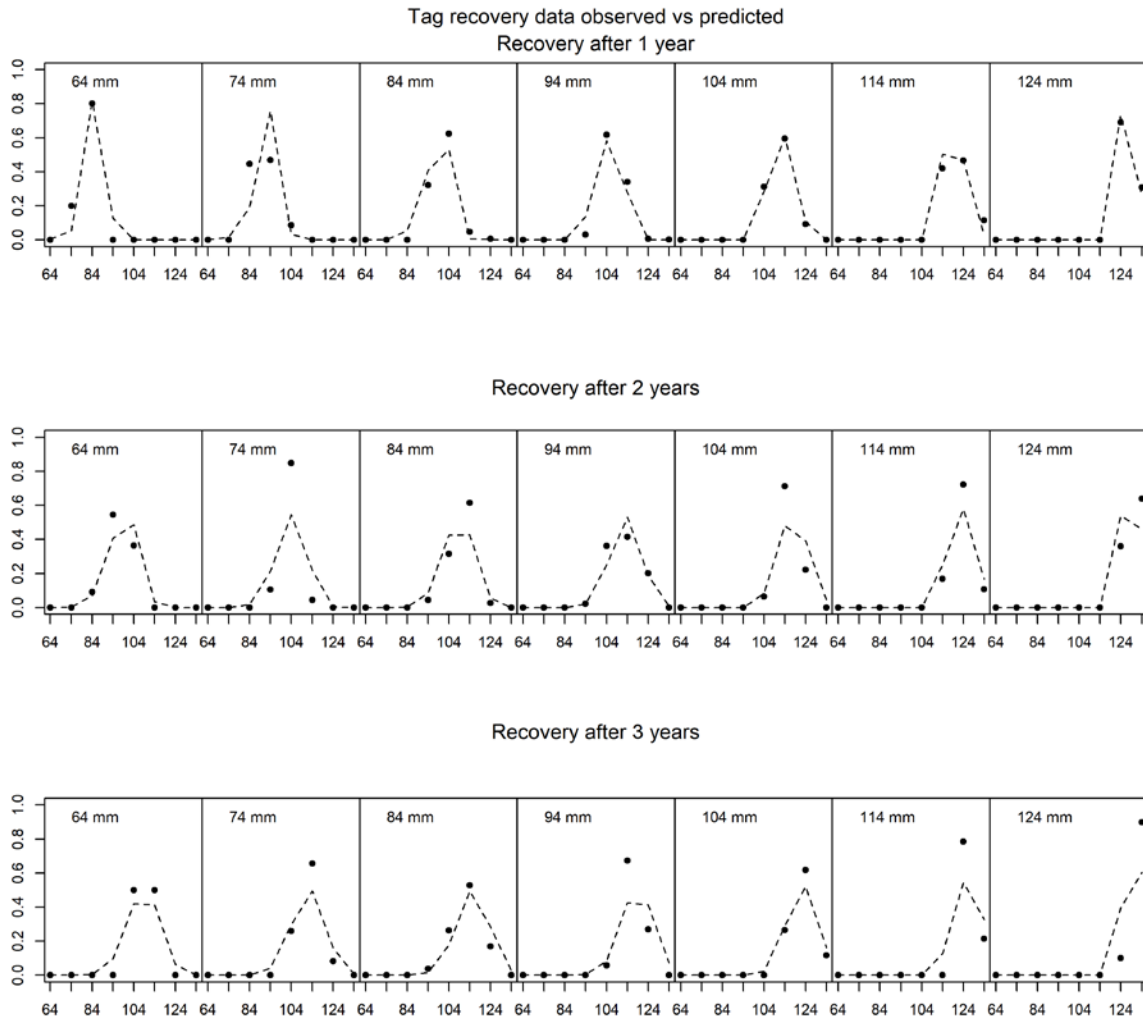 Tag recovery data observed vs predicted
Recovery after 1 year
64 mm 74 mm 84 mm 94 mm 104 mm 114 mm 124 mm
1.0
0.8
0.6
0.4
0.2
0.0
64 84 104 124 64 84 104 124 64 84 104 124 64 84 104 124 64 84 104 124 64 84 104 124 64 84 104 124
Recovery after 2 years
64 mm 74 mm 84 mm 94 mm 104 mm 114 mm 124 mm
1.0
0.8
0.6
0.4
0.2
0.0
64 84 104 124 64 84 104 124 64 84 104 124 64 84 104 124 64 84 104 124 64 84 104 124 64 84 104 124
Recovery after 3 years
64 mm 74 mm 84 mm 94 mm 104 mm 114 mm 124 mm
1.0
0.8
0.6
0.4
0.2
0.0
64 84 104 124 64 84 104 124 64 84 104 124 64 84 104 124 64 84 104 124 64 84 104 124 64 84 104 124